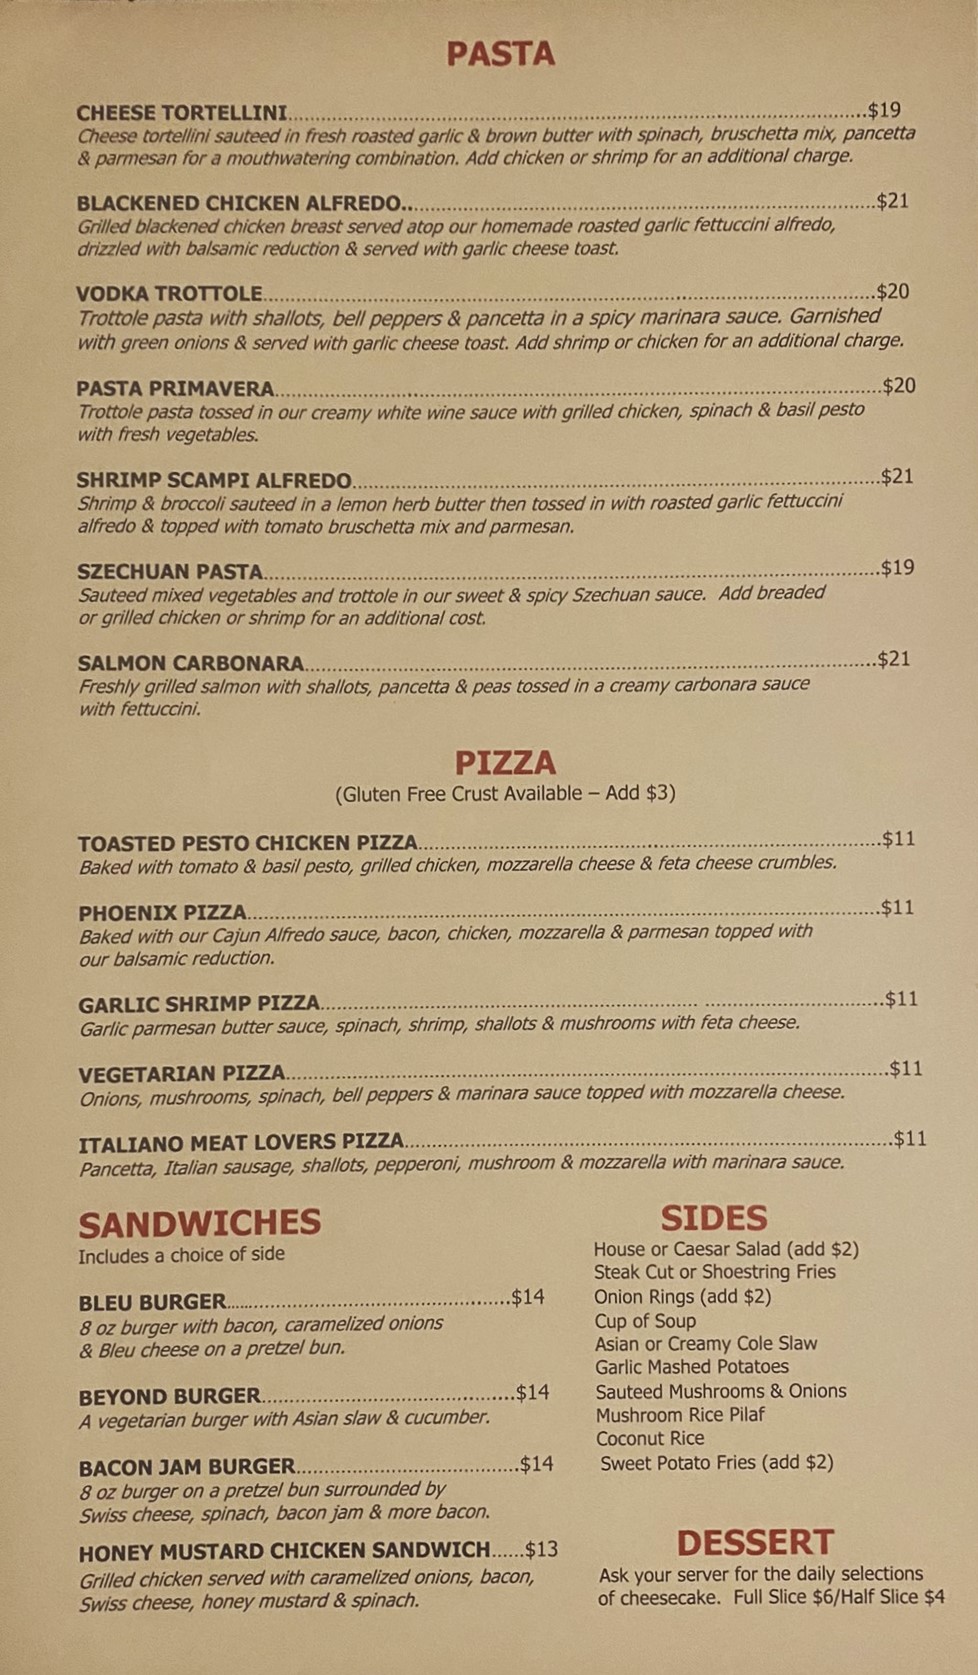 PASTA
CHEESE TORTELLINI................................................................................................$19
Cheese tortellini sauteed in fresh roasted garlic & brown butter with spinach, bruschetta mix, pancetta
& parmesan for a mouthwatering combination. Add chicken or shrimp for an additional charge.
BLACKENED CHICKEN ALFREDO................................................................................$21
Grilled blackened chicken breast served atop our homemade roasted garlic fettuccini alfredo,
drizzled with balsamic reduction & served with garlic cheese toast.
VODKA TROTTOLE....................................................................................................$20
Trottole pasta with shallots, bell peppers & pancetta in a spicy marinara sauce. Garnished
with green onions & served with garlic cheese toast. Add shrimp or chicken for an additional charge.
PASTA PRIMAVERA...................................................................................................$20
Trottole pasta tossed in our creamy white wine sauce with grilled chicken, spinach & basil pesto
with fresh vegetables.
SHRIMP SCAMPI ALFREDO.......................................................................................$21
Shrimp & broccoli sauteed in a lemon herb butter then tossed in with roasted garlic fettuccini
alfredo & topped with tomato bruschetta mix and parmesan.
SZECHUAN PASTA.....................................................................................................$19
Sauteed mixed vegetables and trottole in our sweet & spicy Szechuan sauce. Add breaded
or grilled chicken or shrimp for an additional cost.
SALMON CARBONARA..............................................................................................$21
Freshly grilled salmon with shallots, pancetta & peas tossed in a creamy carbonara sauce
with fettuccini.
PIZZA
(Gluten Free Crust Available – Add $3)
TOASTED PESTO CHICKEN PIZZA.............................................................................$11
Baked with tomato & basil pesto, grilled chicken, mozzarella cheese & feta cheese crumbles.
PHOENIX PIZZA........................................................................................................$11
Baked with our Cajun Alfredo sauce, bacon, chicken, mozzarella & parmesan topped with
our balsamic reduction.
GARLIC SHRIMP PIZZA.............................................................. .............................$11
Garlic parmesan butter sauce, spinach, shrimp, shallots & mushrooms with feta cheese.
VEGETARIAN PIZZA...................................................................................................$11
Onions, mushrooms, spinach, bell peppers & marinara sauce topped with mozzarella cheese.
ITALIANO MEAT LOVERS PIZZA.................................................................................$11
Pancetta, Italian sausage, shallots, pepperoni, mushroom & mozzarella with marinara sauce.
SANDWICHES
Includes a choice of side
BLEU BURGER...............................................$14
8 oz burger with bacon, caramelized onions
& Bleu cheese on a pretzel bun.
BEYOND BURGER..........................................$14
A vegetarian burger with Asian slaw & cucumber.
BACON JAM BURGER.....................................$14
8 oz burger on a pretzel bun surrounded by
Swiss cheese, spinach, bacon jam & more bacon.
HONEY MUSTARD CHICKEN SANDWICH......$13
Grilled chicken served with caramelized onions, bacon,
Swiss cheese, honey mustard & spinach.
SIDES
House or Caesar Salad (add $2)
Steak Cut or Shoestring Fries
Onion Rings (add $2)
Cup of Soup
Asian or Creamy Cole Slaw
Garlic Mashed Potatoes
Sauteed Mushrooms & Onions
Mushroom Rice Pilaf
Coconut Rice
Sweet Potato Fries (add $2)
DESSERT
Ask your server for the daily selections
of cheesecake. Full Slice $6/Half Slice $4